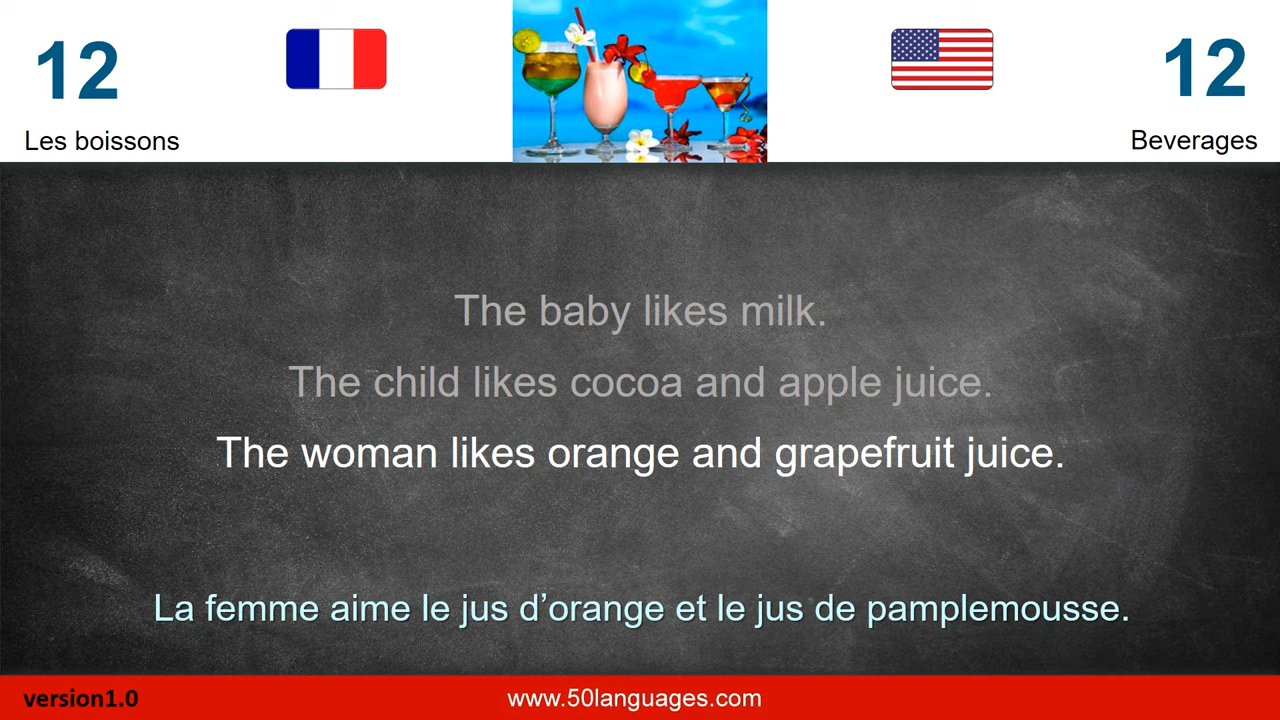 12
12
Les boissons
Beverages
The baby likes milk.
The child likes cocoa and apple juice.
The woman likes orange and grapefruit juice.
La femme aime le jus d’orange et le jus de pamplemousse.
version1.0
www.50languages.com